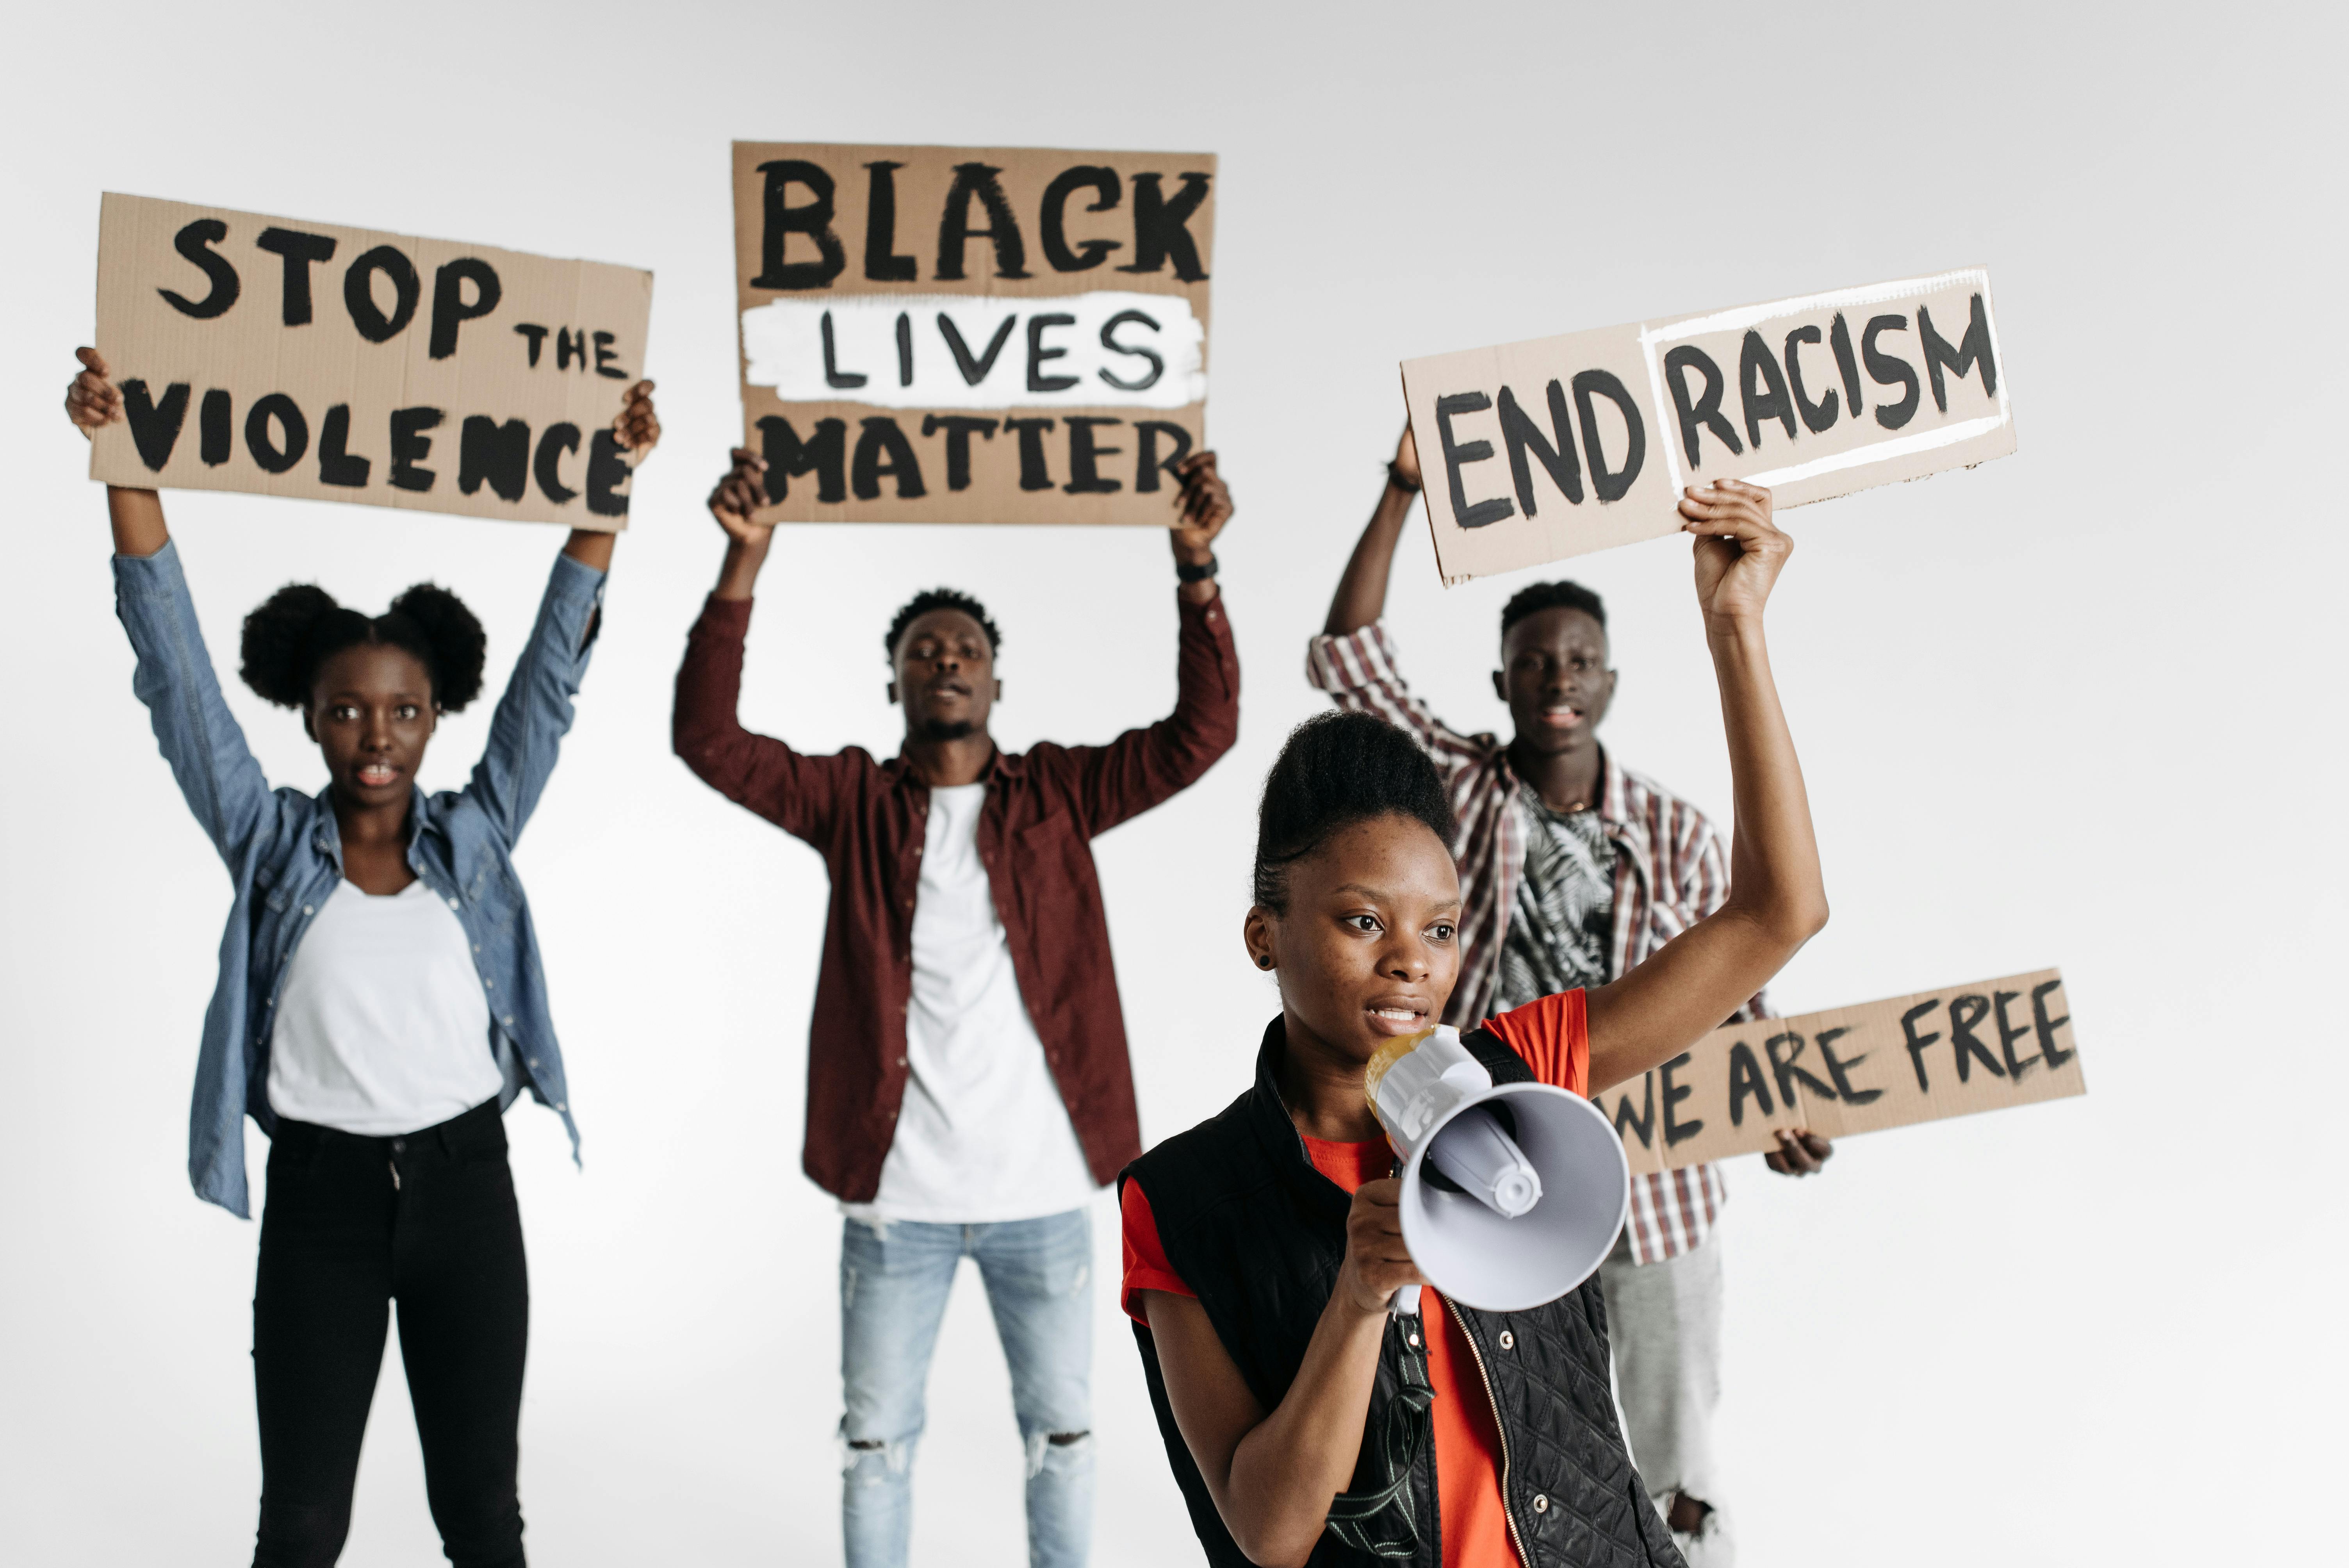 STOP THE
VIOLENCE
BLACK
LIVES
MATTER
END RACISM
WE ARE FREE